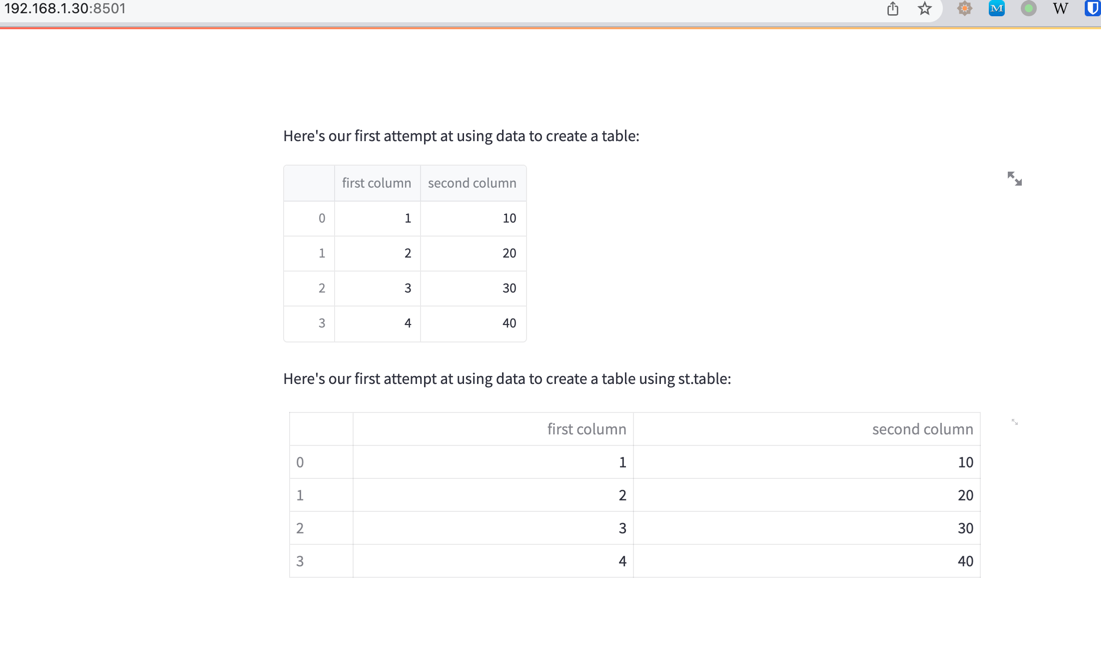 192.168.1.30:8501
M
W
Here's our first attempt at using data to create a table:
first column second column
0 1 10
1 2 20
2 3 30
3 4 40
Here's our first attempt at using data to create a table using st.table:
first column second column
0 1 10
1 2 20
2 3 30
3 4 40